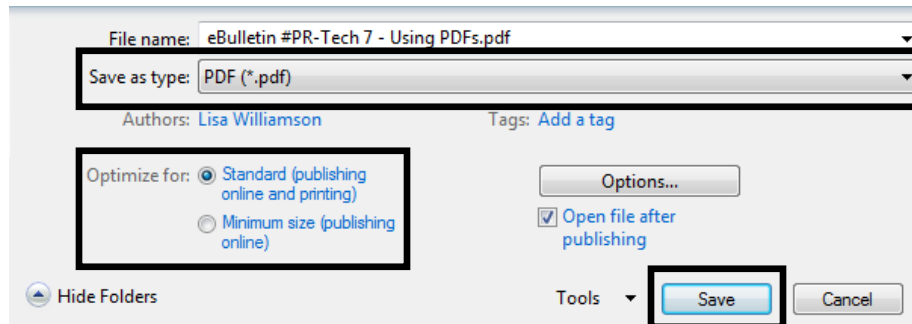 File name: eBulletin #PR-Tech 7 - Using PDFs.pdf
Save as type: PDF (*.pdf)
Authors: Lisa Williamson Tags: Add a tag
Optimize for: Standard (publishing
online and printing)
Minimum size (publishing
online)
Options...
Open file after
publishing
Hide Folders Tools Save Cancel